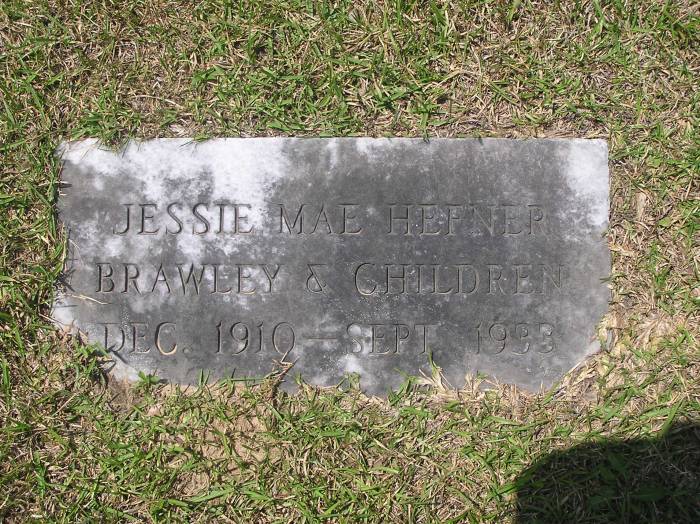 JESSIE MAE HEFNER
BRAWLEY & CHILDREN
DEC. 1910 — SEPT. 1933